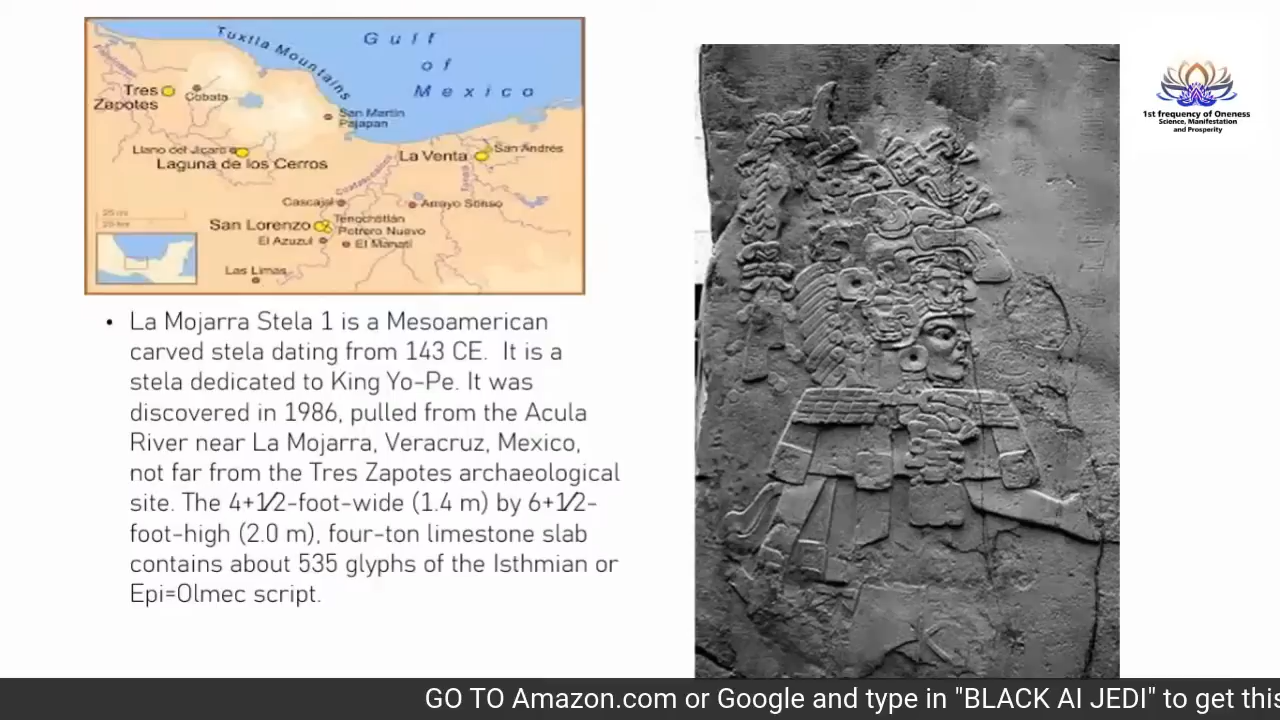 Tuxtla Mountains
Gulf
of
Mexico
Tres
Zapotes
Cobata
San Martin
Pajapan
Llano del Jicaro
Laguna de los Cerros
La Venta
San Andrés
Cascajal
Arroyo Sonso
San Lorenzo
Tenochtitlán
Potrero Nuevo
El Azuzul
El Manatí
Las Limas
• La Mojarra Stela 1 is a Mesoamerican
carved stela dating from 143 CE. It is a
stela dedicated to King Yo-Pe. It was
discovered in 1986, pulled from the Acula
River near La Mojarra, Veracruz, Mexico,
not far from the Tres Zapotes archaeological
site. The 4+1⁄2-foot-wide (1.4 m) by 6+1⁄2-
foot-high (2.0 m), four-ton limestone slab
contains about 535 glyphs of the Isthmian or
Epi=Olmec script.
1st frequency of Oneness
Science, Manifestation
and Prosperity
GO TO Amazon.com or Google and type in "BLACK AI JEDI" to get this